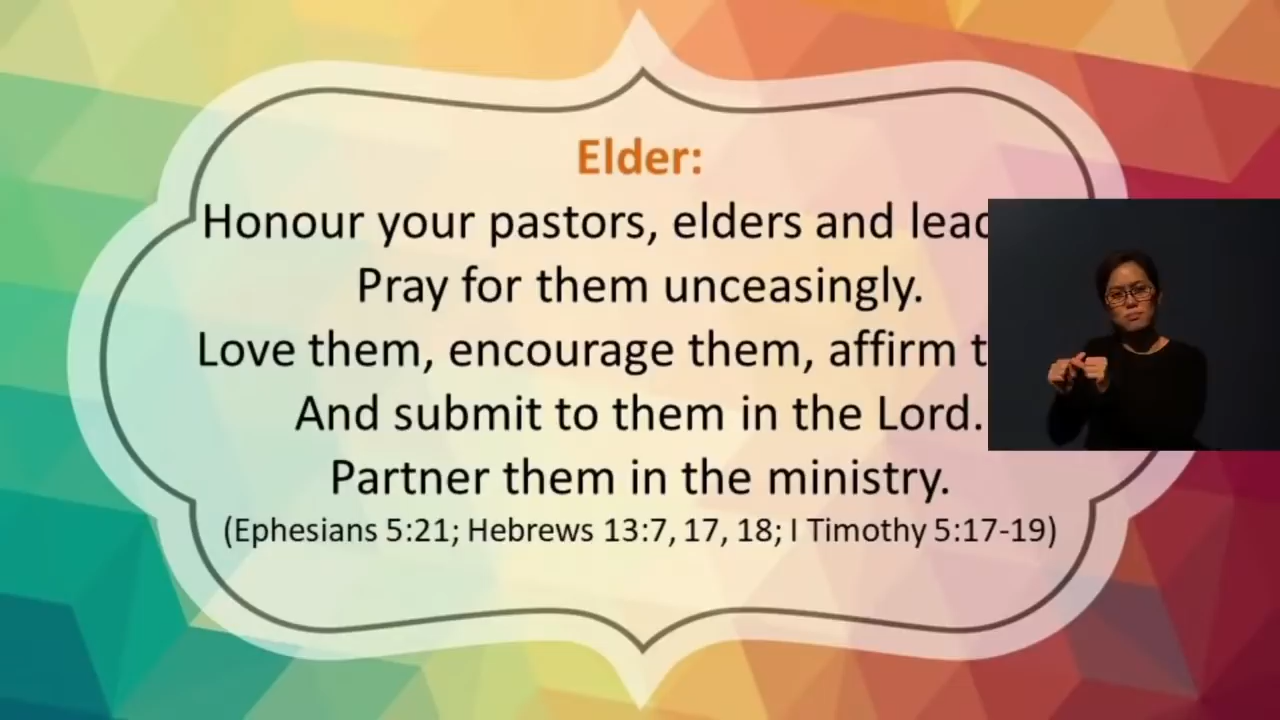 Elder:
Honour your pastors, elders and
Pray for them unceasingly.
Love them, encourage them, affirm
And submit to them in the Lord.
Partner them in the ministry.
(Ephesians 5:21; Hebrews 13:7, 17, 18; I Timothy 5:17-19)